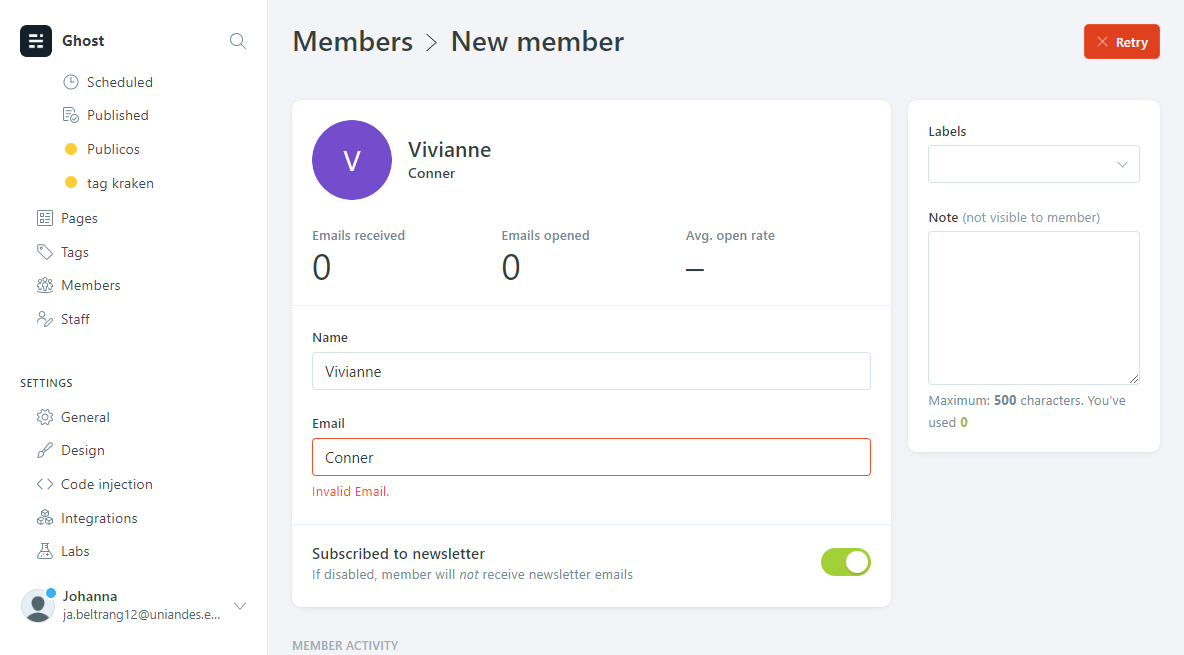 Ghost
Scheduled
Published
Publicos
tag kraken
Pages
Tags
Members
Staff
SETTINGS
General
Design
Code injection
Integrations
Labs
Johanna
ja.beltrang12@uniandes.e...
Members > New member
Retry
V
Vivianne
Conner
Emails received
0
Emails opened
0
Avg. open rate
–
Name
Vivianne
Email
Conner
Invalid Email.
Subscribed to newsletter
If disabled, member will not receive newsletter emails
MEMBER ACTIVITY
Labels
Note (not visible to member)
Maximum: 500 characters. You've
used 0